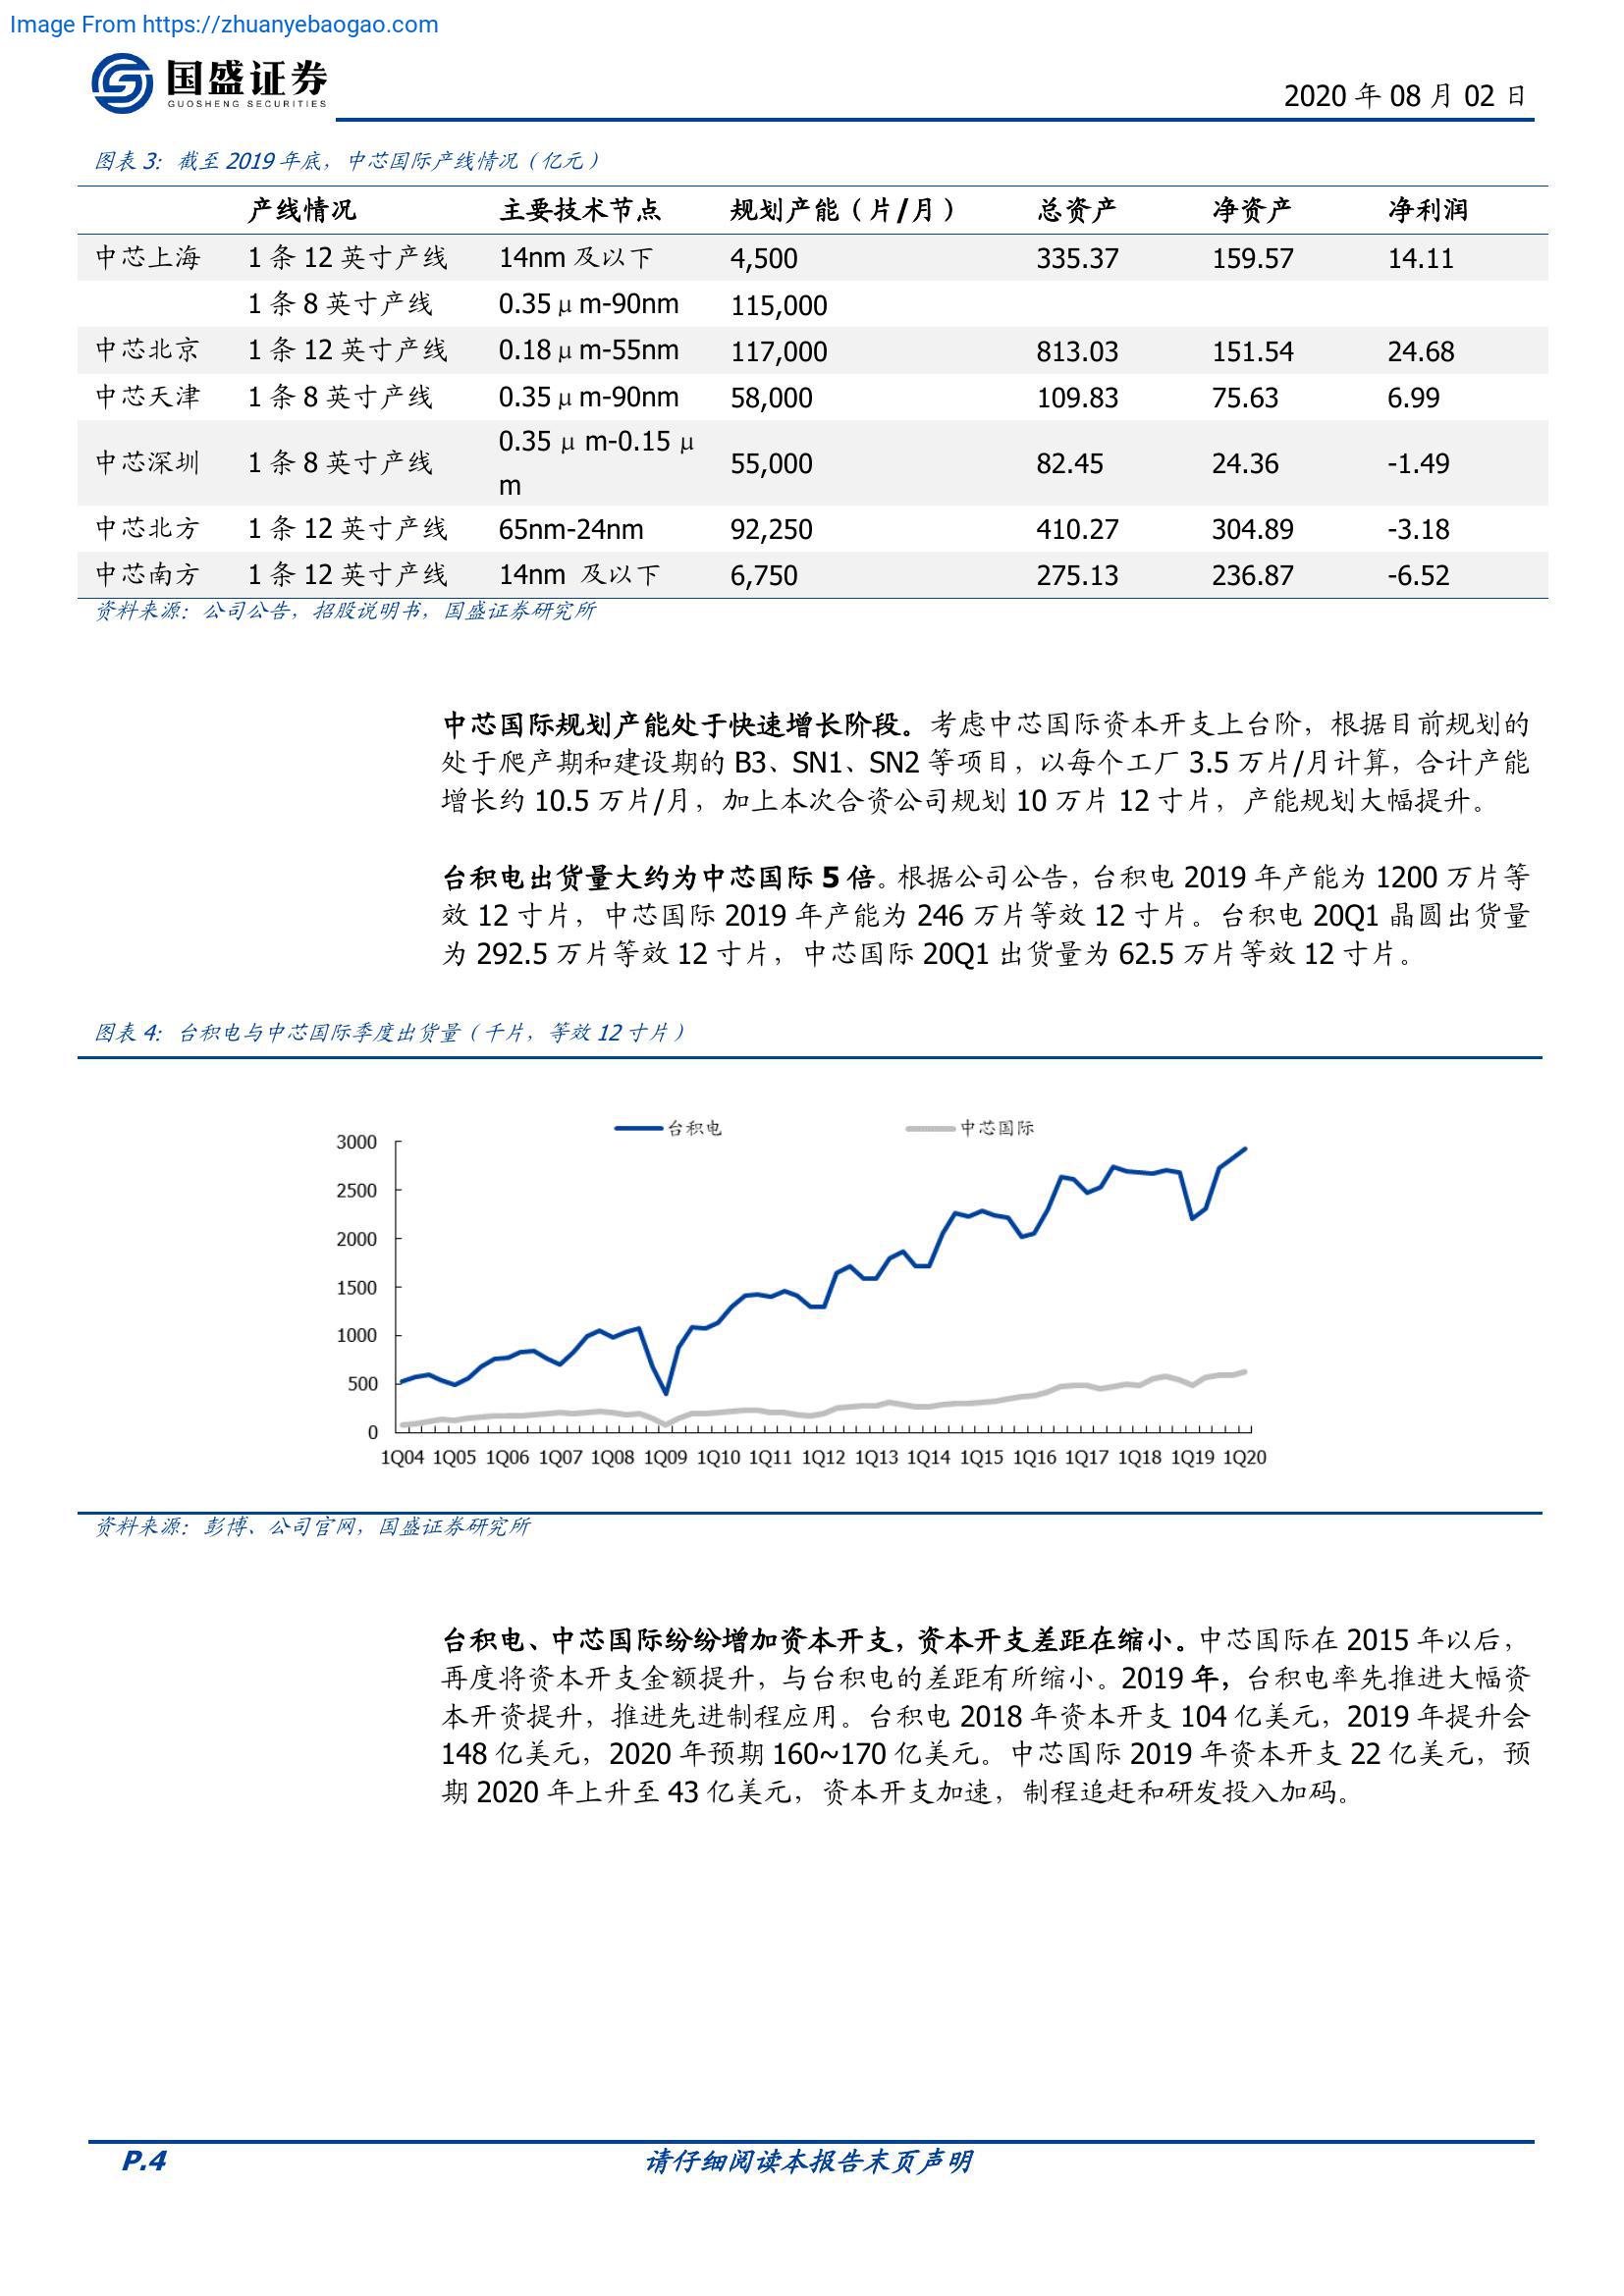 Image From https://zhuanyebaogao.com
国盛证券
GUOSHENG SECURITIES
2020 年 08 月 02 日
图表 3：截至 2019 年底，中芯国际产线情况（亿元）
产线情况 主要技术节点 规划产能（片/月） 总资产 净资产 净利润
中芯上海 1 条 12 英寸产线 14nm 及以下 4,500 335.37 159.57 14.11
1 条 8 英寸产线 0.35μm-90nm 115,000
中芯北京 1 条 12 英寸产线 0.18μm-55nm 117,000 813.03 151.54 24.68
中芯天津 1 条 8 英寸产线 0.35μm-90nm 58,000 109.83 75.63 6.99
中芯深圳 1 条 8 英寸产线 0.35 μm-0.15 μ
m 55,000 82.45 24.36 -1.49
中芯北方 1 条 12 英寸产线 65nm-24nm 92,250 410.27 304.89 -3.18
中芯南方 1 条 12 英寸产线 14nm 及以下 6,750 275.13 236.87 -6.52
资料来源：公司公告，招股说明书，国盛证券研究所
中芯国际规划产能处于快速增长阶段。考虑中芯国际资本开支上台阶，根据目前规划的
处于爬产期和建设期的 B3、SN1、SN2 等项目，以每个工厂 3.5 万片/月计算，合计产能
增长约 10.5 万片/月，加上本次合资公司规划 10 万片 12 寸片，产能规划大幅提升。
台积电出货量大约为中芯国际 5 倍。根据公司公告，台积电 2019 年产能为 1200 万片等
效 12 寸片，中芯国际 2019 年产能为 246 万片等效 12 寸片。台积电 20Q1 晶圆出货量
为 292.5 万片等效 12 寸片，中芯国际 20Q1 出货量为 62.5 万片等效 12 寸片。
图表 4：台积电与中芯国际季度出货量（千片，等效 12 寸片）
台积电 中芯国际
3000
2500
2000
1500
1000
500
0
1Q04 1Q05 1Q06 1Q07 1Q08 1Q09 1Q10 1Q11 1Q12 1Q13 1Q14 1Q15 1Q16 1Q17 1Q18 1Q19 1Q20
资料来源：彭博、公司官网，国盛证券研究所
台积电、中芯国际纷纷增加资本开支，资本开支差距在缩小。中芯国际在 2015 年以后，
再度将资本开支金额提升，与台积电的差距有所缩小。2019 年，台积电率先推进大幅资
本开资提升，推进先进制程应用。台积电 2018 年资本开支 104 亿美元，2019 年提升会
148 亿美元，2020 年预期 160~170 亿美元。中芯国际 2019 年资本开支 22 亿美元，预
期 2020 年上升至 43 亿美元，资本开支加速，制程追赶和研发投入加码。
P.4 请仔细阅读本报告末页声明